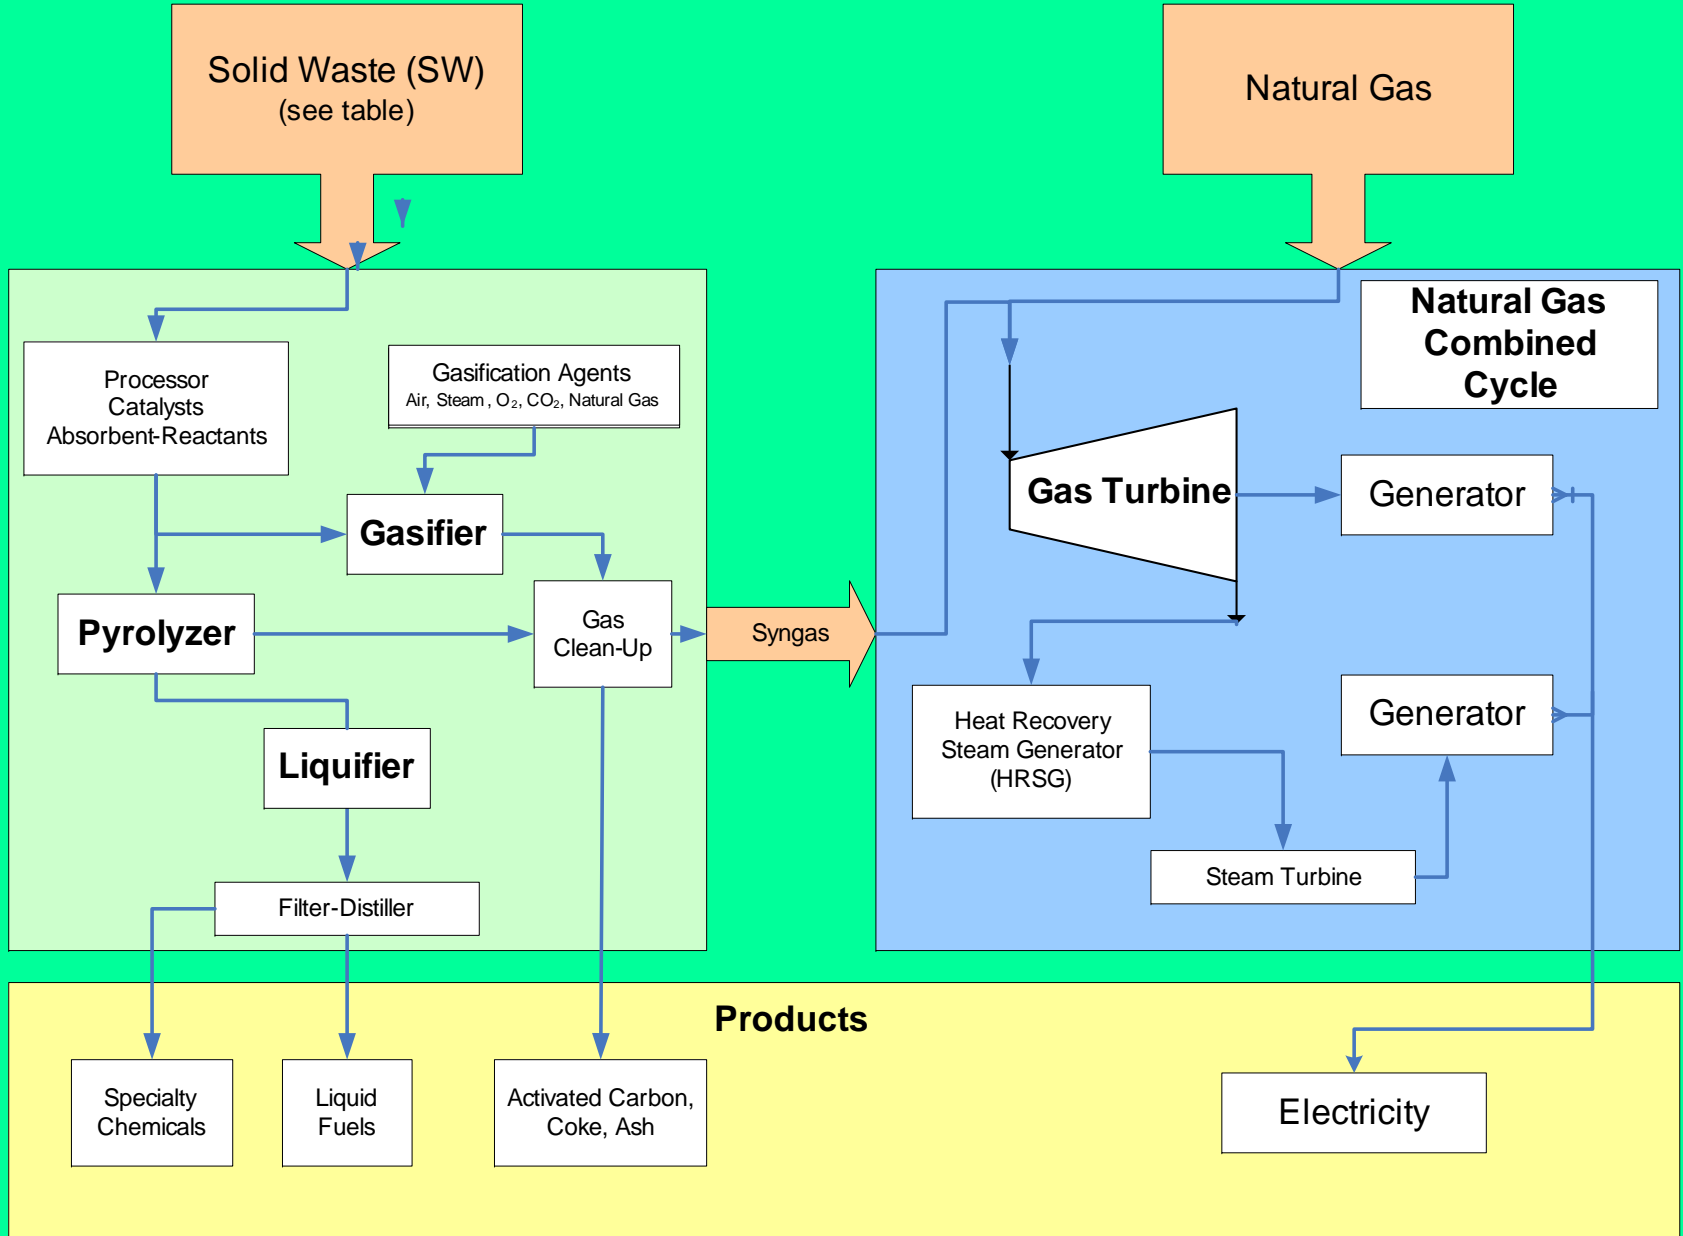 Solid Waste (SW)
(see table)
Natural Gas
Natural Gas
Combined
Cycle
Processor
Catalysts
Absorbent-Reactants
Gasification Agents
Air, Steam, O₂, CO₂, Natural Gas
Gasifier
Gas Turbine
Generator
Pyrolyzer
Gas
Clean-Up
Syngas
Heat Recovery
Steam Generator
(HRSG)
Generator
Liquifier
Steam Turbine
Filter-Distiller
Products
Specialty
Chemicals
Liquid
Fuels
Activated Carbon,
Coke, Ash
Electricity